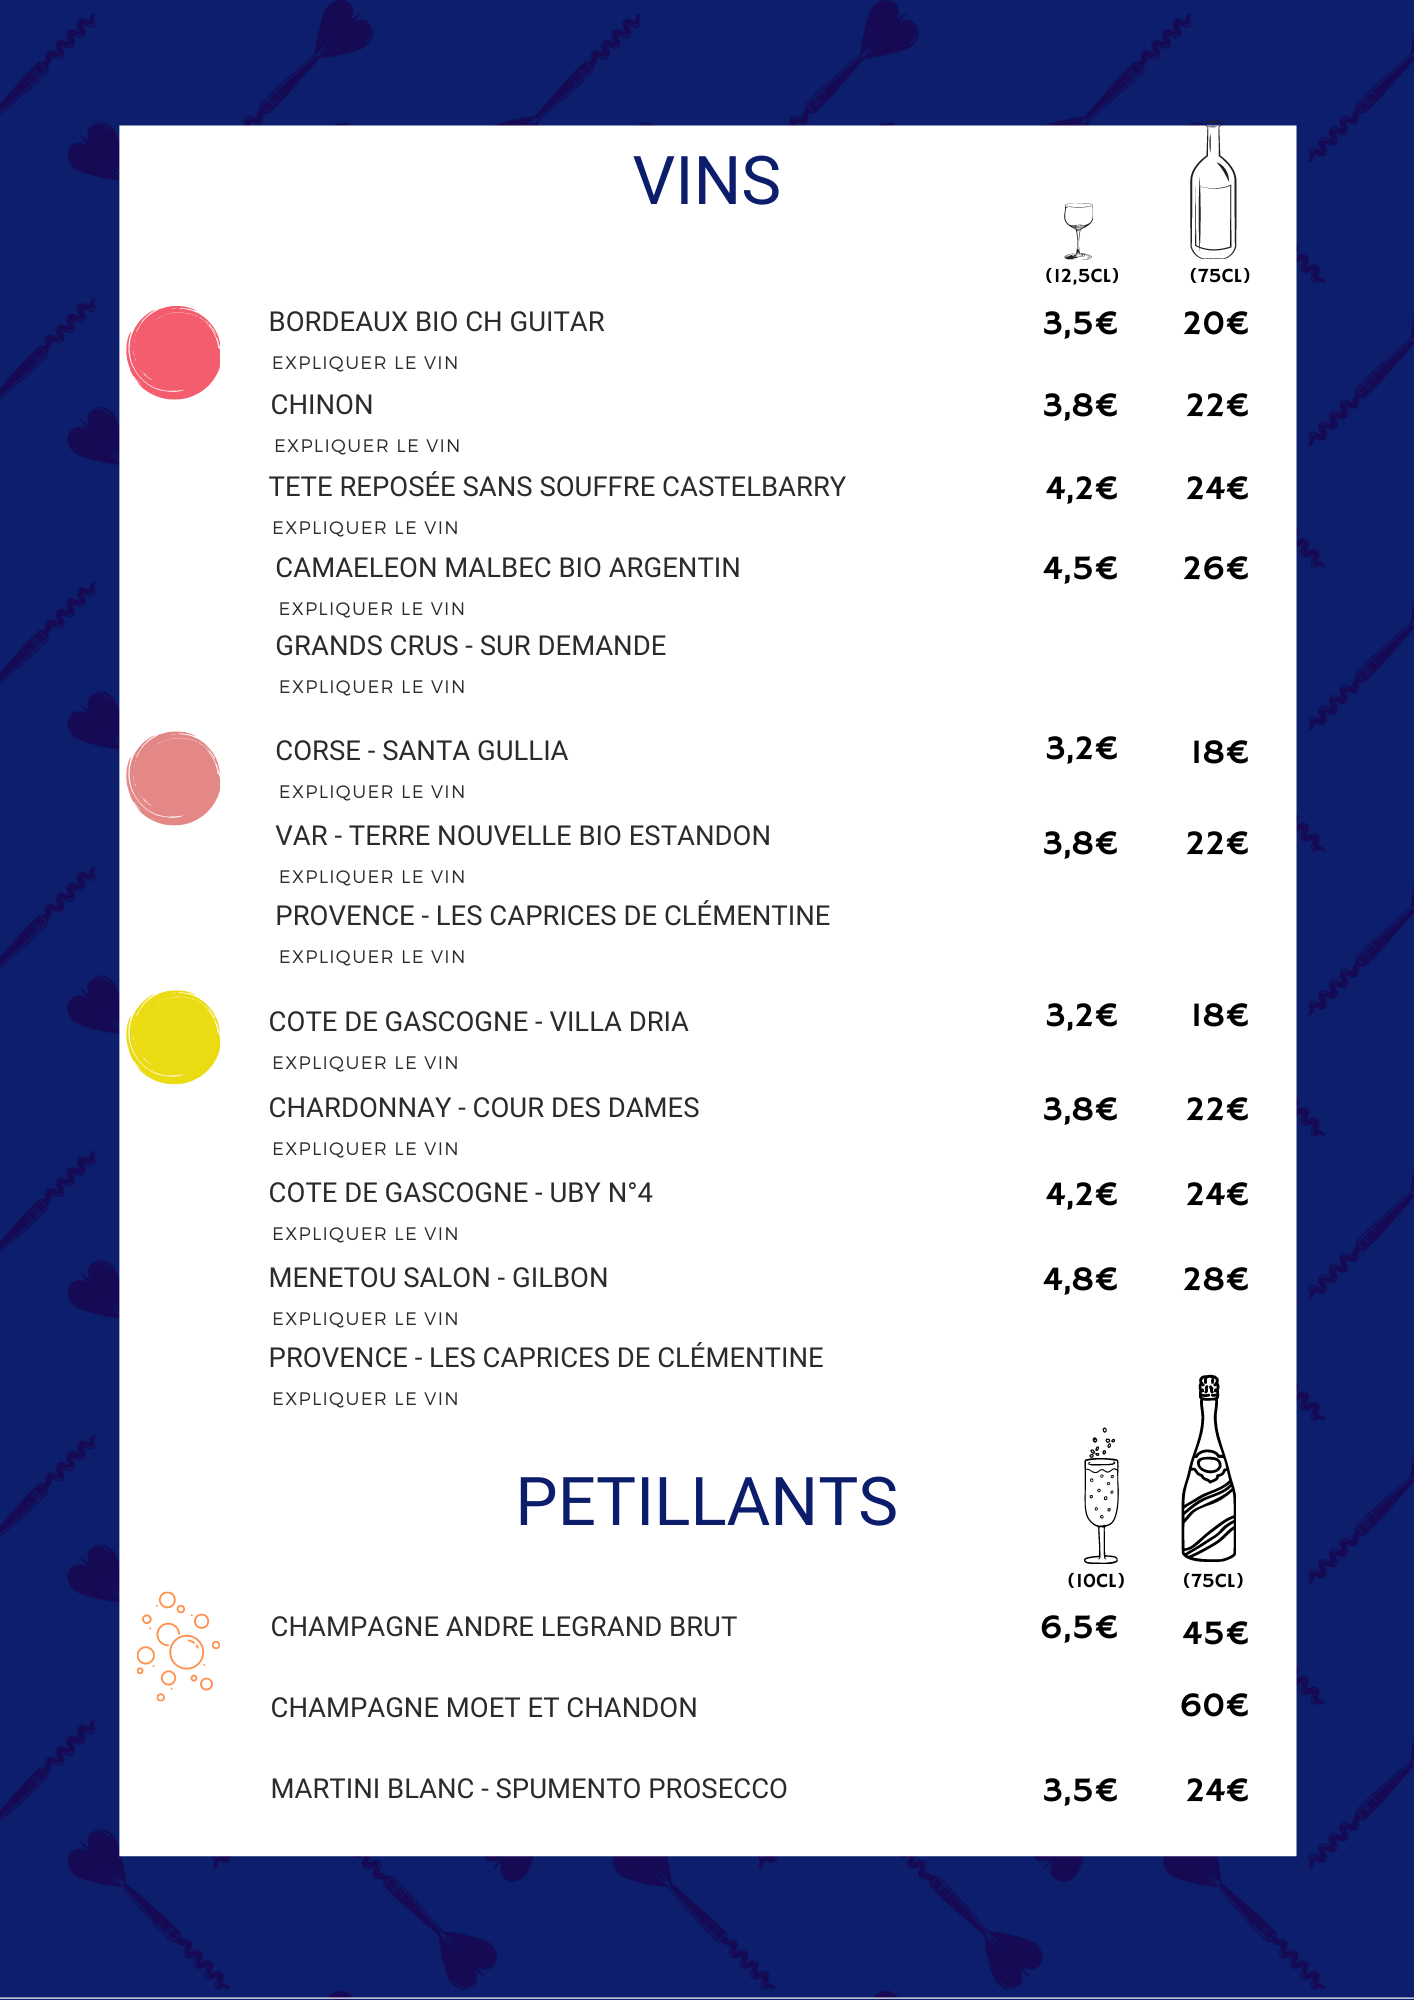 VINS
(12,5CL) (75CL)
BORDEAUX BIO CH GUITAR 3,5€ 20€
EXPLIQUER LE VIN
CHINON 3,8€ 22€
EXPLIQUER LE VIN
TETE REPOSÉE SANS SOUFFRE CASTELBARRY 4,2€ 24€
EXPLIQUER LE VIN
CAMAELEON MALBEC BIO ARGENTIN 4,5€ 26€
EXPLIQUER LE VIN
GRANDS CRUS - SUR DEMANDE
EXPLIQUER LE VIN
CORSE - SANTA GULLIA 3,2€ 18€
EXPLIQUER LE VIN
VAR - TERRE NOUVELLE BIO ESTANDON 3,8€ 22€
EXPLIQUER LE VIN
PROVENCE - LES CAPRICES DE CLÉMENTINE
EXPLIQUER LE VIN
COTE DE GASCOGNE - VILLA DRIA 3,2€ 18€
EXPLIQUER LE VIN
CHARDONNAY - COUR DES DAMES 3,8€ 22€
EXPLIQUER LE VIN
COTE DE GASCOGNE - UBY N°4 4,2€ 24€
EXPLIQUER LE VIN
MENETOU SALON - GILBON 4,8€ 28€
EXPLIQUER LE VIN
PROVENCE - LES CAPRICES DE CLÉMENTINE
EXPLIQUER LE VIN
PETILLANTS
(10CL) (75CL)
CHAMPAGNE ANDRE LEGRAND BRUT 6,5€ 45€
CHAMPAGNE MOET ET CHANDON 60€
MARTINI BLANC - SPUMENTO PROSECCO 3,5€ 24€